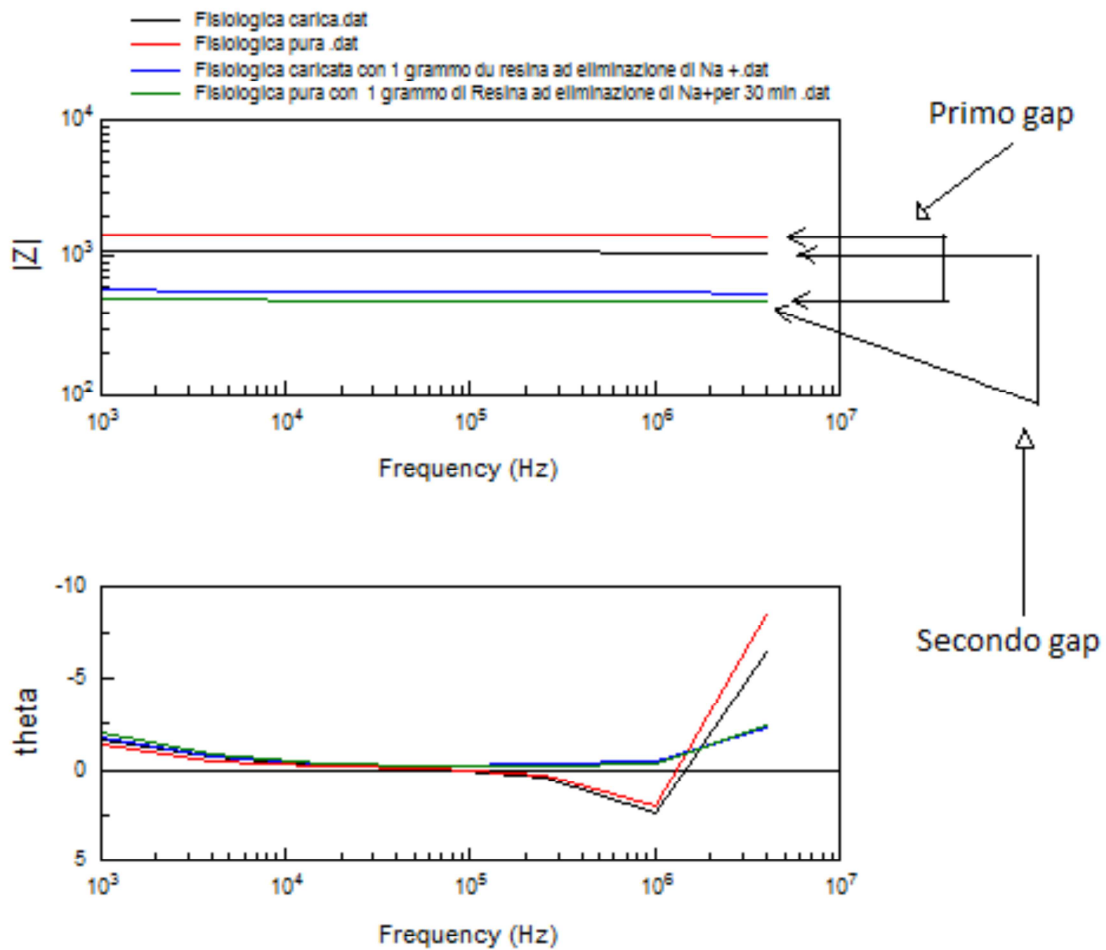 Fisiologica carica.dat
Fisiologica pura .dat
Fisiologica caricata con 1 grammo du resina ad eliminazione di Na +.dat
Fisiologica pura con 1 grammo di Resina ad eliminazione di Na+per 30 min .dat
Primo gap
10^4
10^3
10^2
|Z|
10^3 10^4 10^5 10^6 10^7
Frequency (Hz)
Secondo gap
-10
-5
0
5
theta
10^3 10^4 10^5 10^6 10^7
Frequency (Hz)